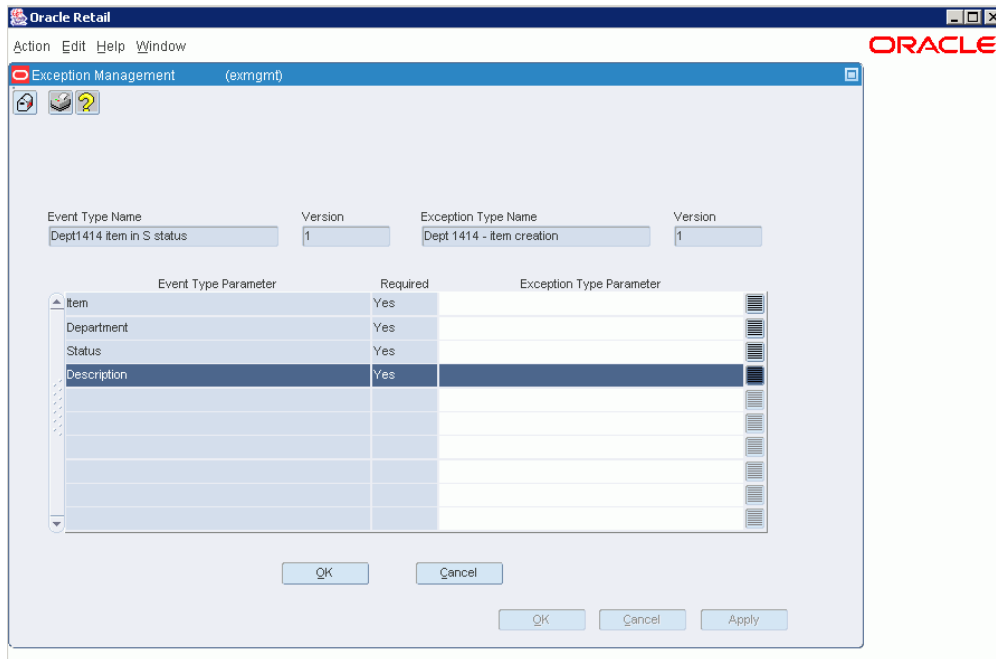 Oracle Retail
Action Edit Help Window
ORACLE
Exception Management (exmgmt)
Event Type Name Version Exception Type Name Version
Dept1414 item in S status 1 Dept 1414 - item creation 1
Event Type Parameter Required Exception Type Parameter
Item Yes
Department Yes
Status Yes
Description Yes
OK Cancel
OK Cancel Apply